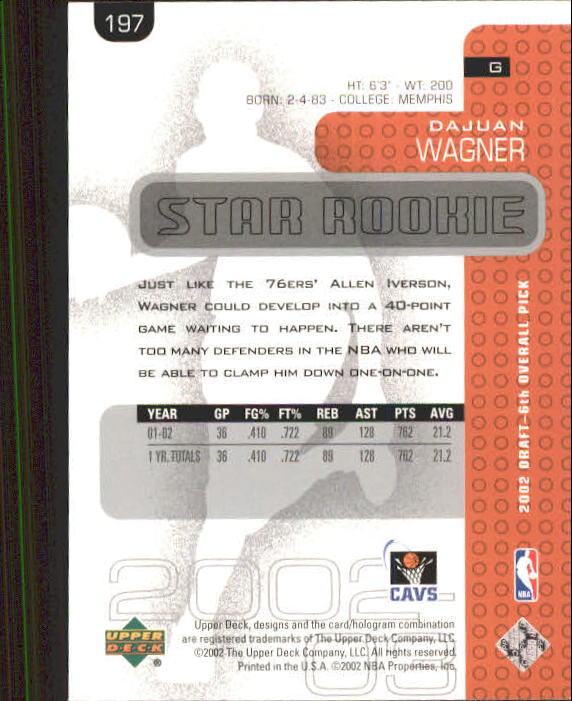 197
G
HT: 6'3" - WT: 200
BORN: 2-4-83 - COLLEGE: MEMPHIS
DAJUAN
WAGNER
STAR ROOKIE
JUST LIKE THE 76ERS' ALLEN IVERSON,
WAGNER COULD DEVELOP INTO A 40-POINT
GAME WAITING TO HAPPEN. THERE AREN'T
TOO MANY DEFENDERS IN THE NBA WHO WILL
BE ABLE TO CLAMP HIM DOWN ONE-ON-ONE.
YEAR GP FG% FT% REB AST PTS AVG
01-02 36 .410 .722 89 128 762 21.2
1 YR. TOTALS 36 .410 .722 89 128 762 21.2
2002 DRAFT-6th OVERALL PICK
2002-
03
CAVS
NBA
UPPER
DECK
®
Upper Deck, designs and the card/hologram combination
are registered trademarks of The Upper Deck Company, LLC.
©2002 The Upper Deck Company, LLC. All rights reserved.
Printed in the U.S.A. ©2002 NBA Properties, Inc.